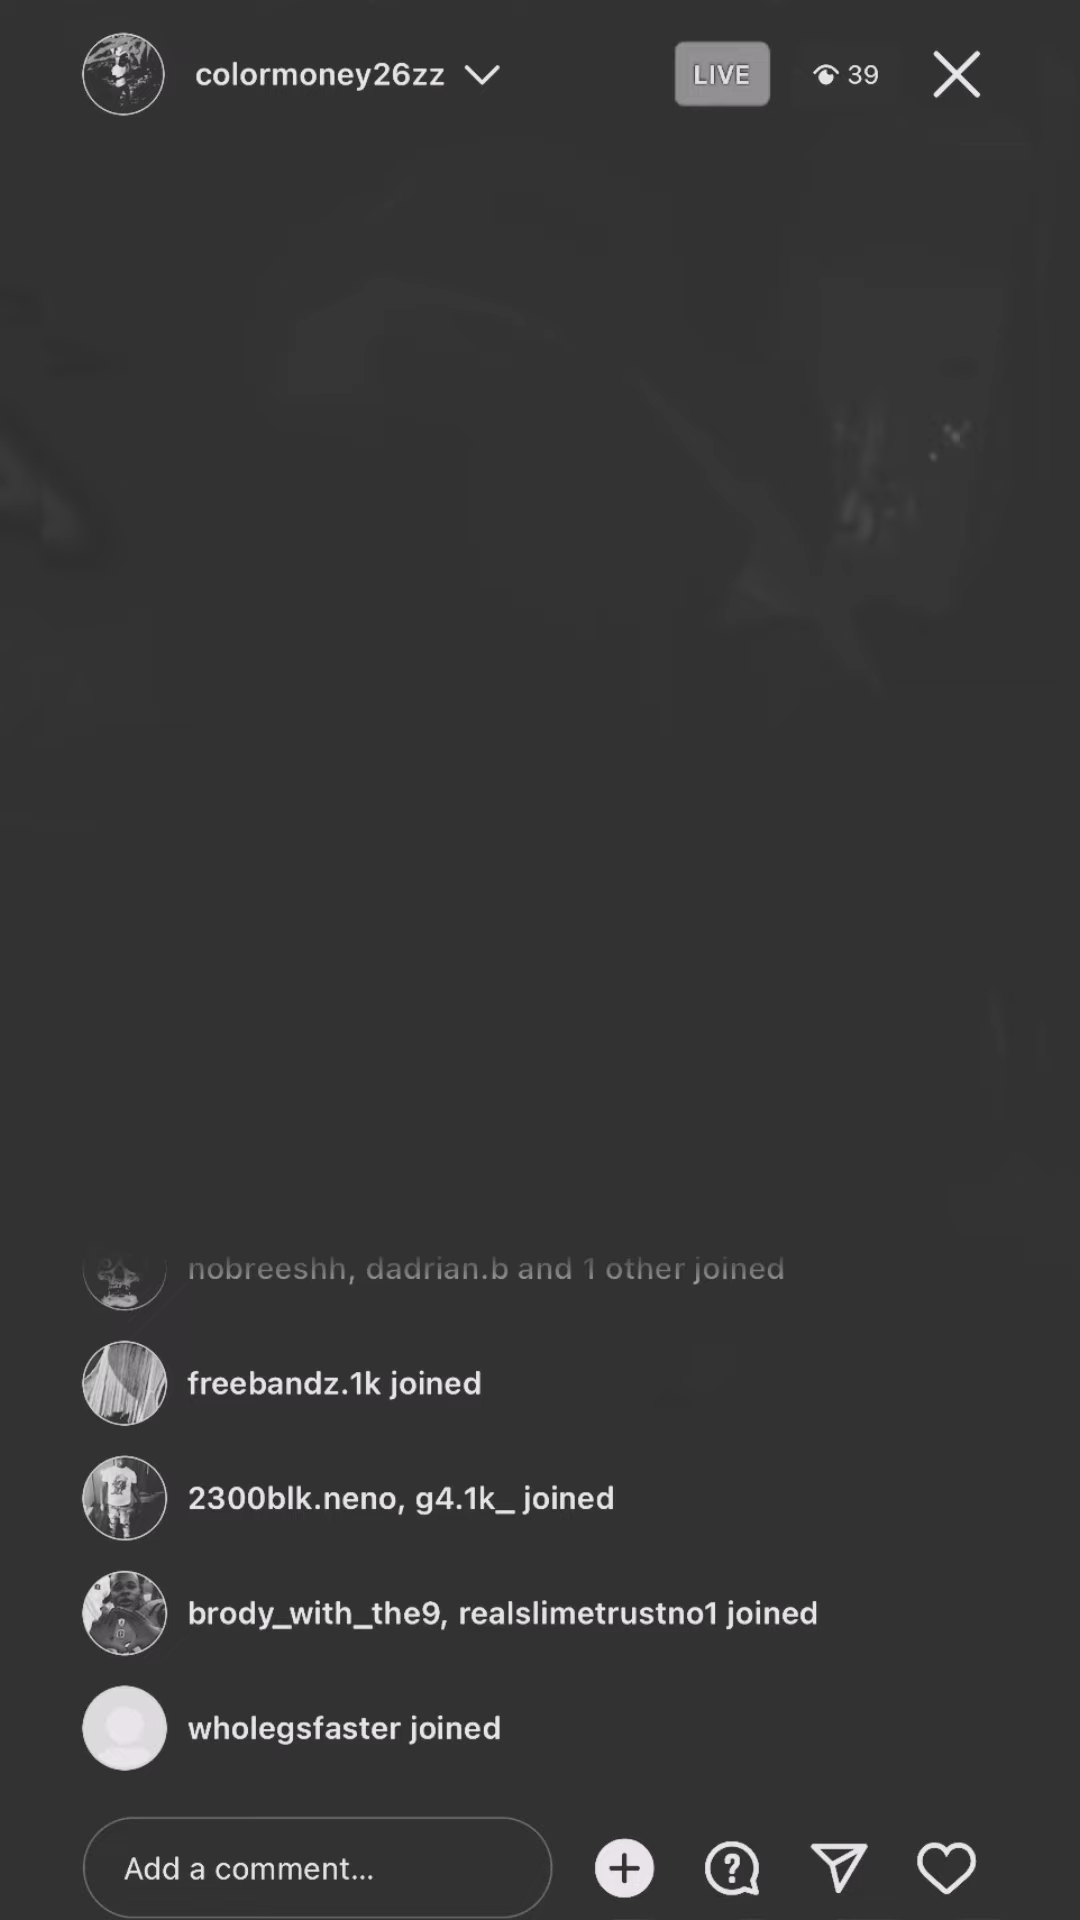 colormoney26zz
LIVE
39
nobreeshh, dadrian.b and 1 other joined
freebandz.1k joined
2300blk.neno, g4.1k_ joined
brody_with_the9, realslimetrustno1 joined
wholegsfaster joined
Add a comment...